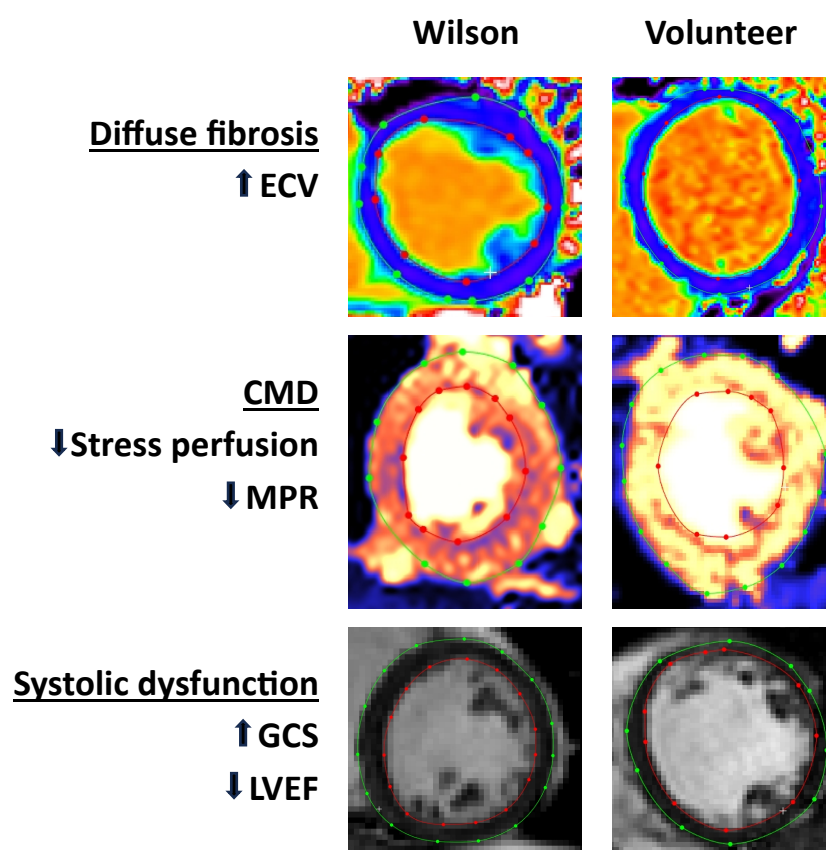 Wilson Volunteer
Diffuse fibrosis
⬆ ECV
CMD
⬇Stress perfusion
⬇ MPR
Systolic dysfunction
⬆ GCS
⬇ LVEF